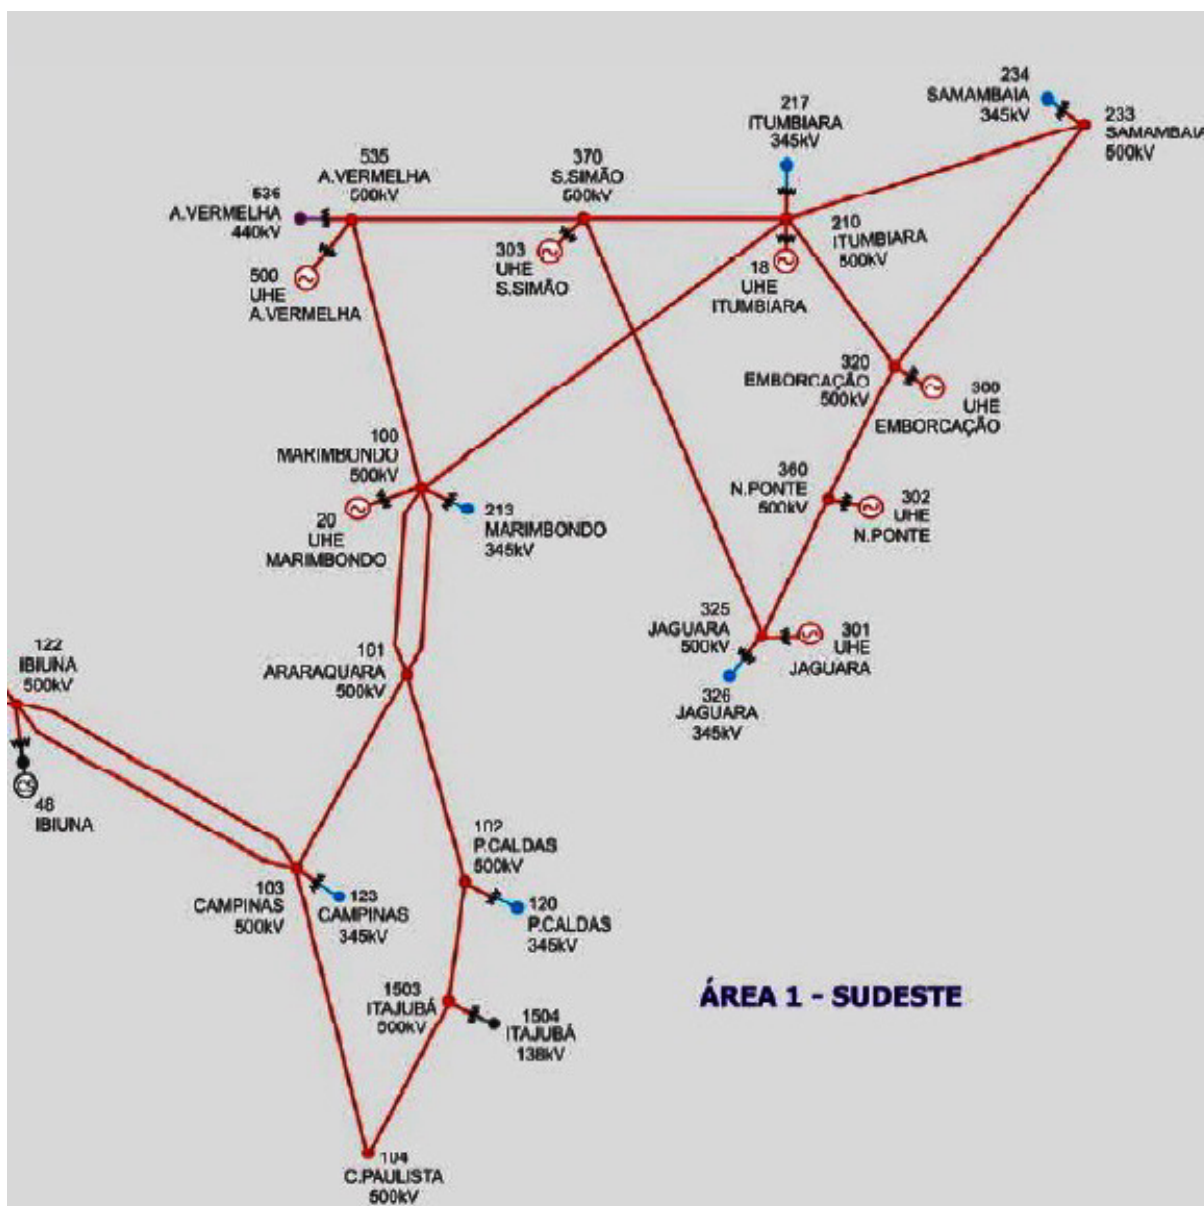 234
SAMAMBAIA
345kV
217
ITUMBIARA
345kV
233
SAMAMBAIA
500kV
535
A.VERMELHA
500kV
370
S.SIMÃO
500kV
536
A.VERMELHA
440kV
210
ITUMBIARA
500kV
303
UHE
S.SIMÃO
18
UHE
ITUMBIARA
500
UHE
A.VERMELHA
320
EMBORCAÇÃO
500kV
300
UHE
EMBORCAÇÃO
100
MARIMBONDO
500kV
360
N.PONTE
500kV
302
UHE
N.PONTE
20
UHE
MARIMBONDO
213
MARIMBONDO
345kV
325
JAGUARA
500kV
301
UHE
JAGUARA
122
IBIUNA
500kV
101
ARARAQUARA
500kV
326
JAGUARA
345kV
48
IBIUNA
102
P.CALDAS
500kV
103
CAMPINAS
500kV
123
CAMPINAS
345kV
120
P.CALDAS
345kV
1503
ITAJUBÁ
500kV
1504
ITAJUBÁ
138kV
ÁREA 1 - SUDESTE
104
C.PAULISTA
500kV